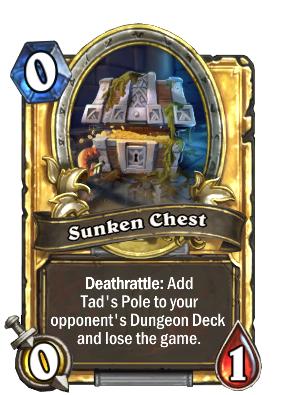 0
Sunken Chest
Deathrattle: Add
Tad's Pole to your
opponent's Dungeon Deck
and lose the game.
0
1